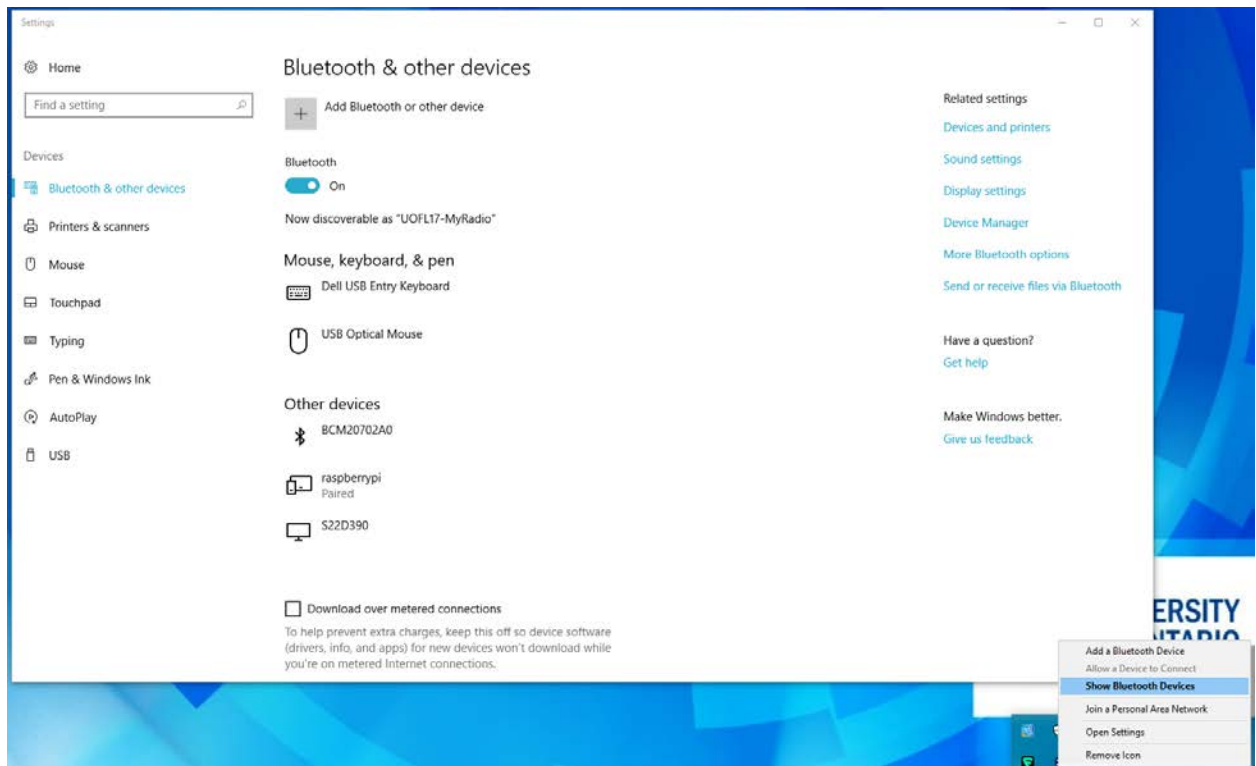 Settings
Home
Find a setting
Devices
Bluetooth & other devices
Printers & scanners
Mouse
Touchpad
Typing
Pen & Windows Ink
AutoPlay
USB
Bluetooth & other devices
Add Bluetooth or other device
Bluetooth
On
Now discoverable as "UOFL17-MyRadio"
Mouse, keyboard, & pen
Dell USB Entry Keyboard
USB Optical Mouse
Other devices
BCM20702A0
raspberrypi
Paired
S22D390
Download over metered connections
To help prevent extra charges, keep this off so device software
(drivers, info, and apps) for new devices won't download while
you're on metered Internet connections.
Related settings
Devices and printers
Sound settings
Display settings
Device Manager
More Bluetooth options
Send or receive files via Bluetooth
Have a question?
Get help
Make Windows better.
Give us feedback
ERSITY
NTARIO
Add a Bluetooth Device
Allow a Device to Connect
Show Bluetooth Devices
Join a Personal Area Network
Open Settings
Remove Icon